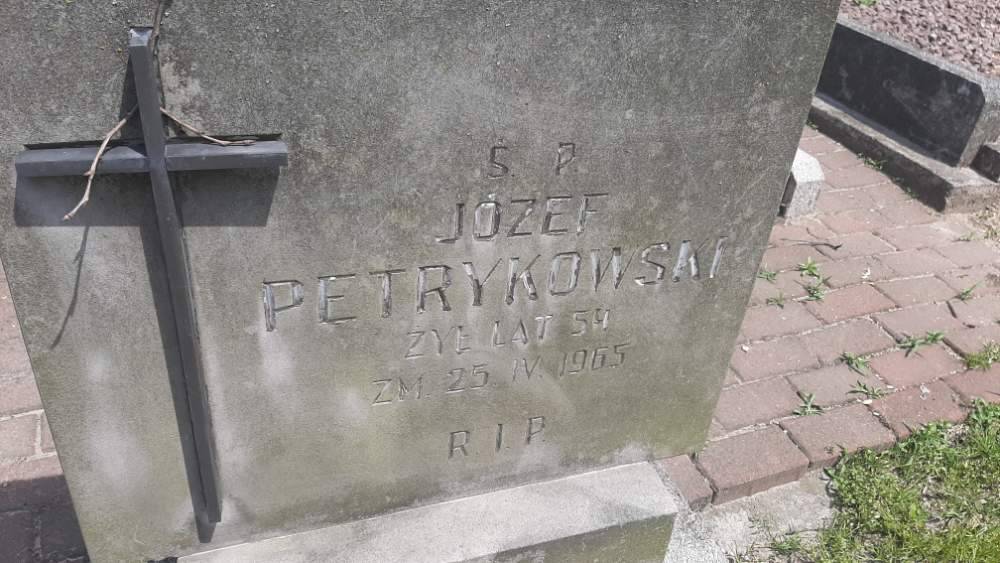 Ś. P.
JÓZEF
PETRYKOWSKI
ŻYŁ LAT 54
ZM. 25. IV. 1965
R. I. P.